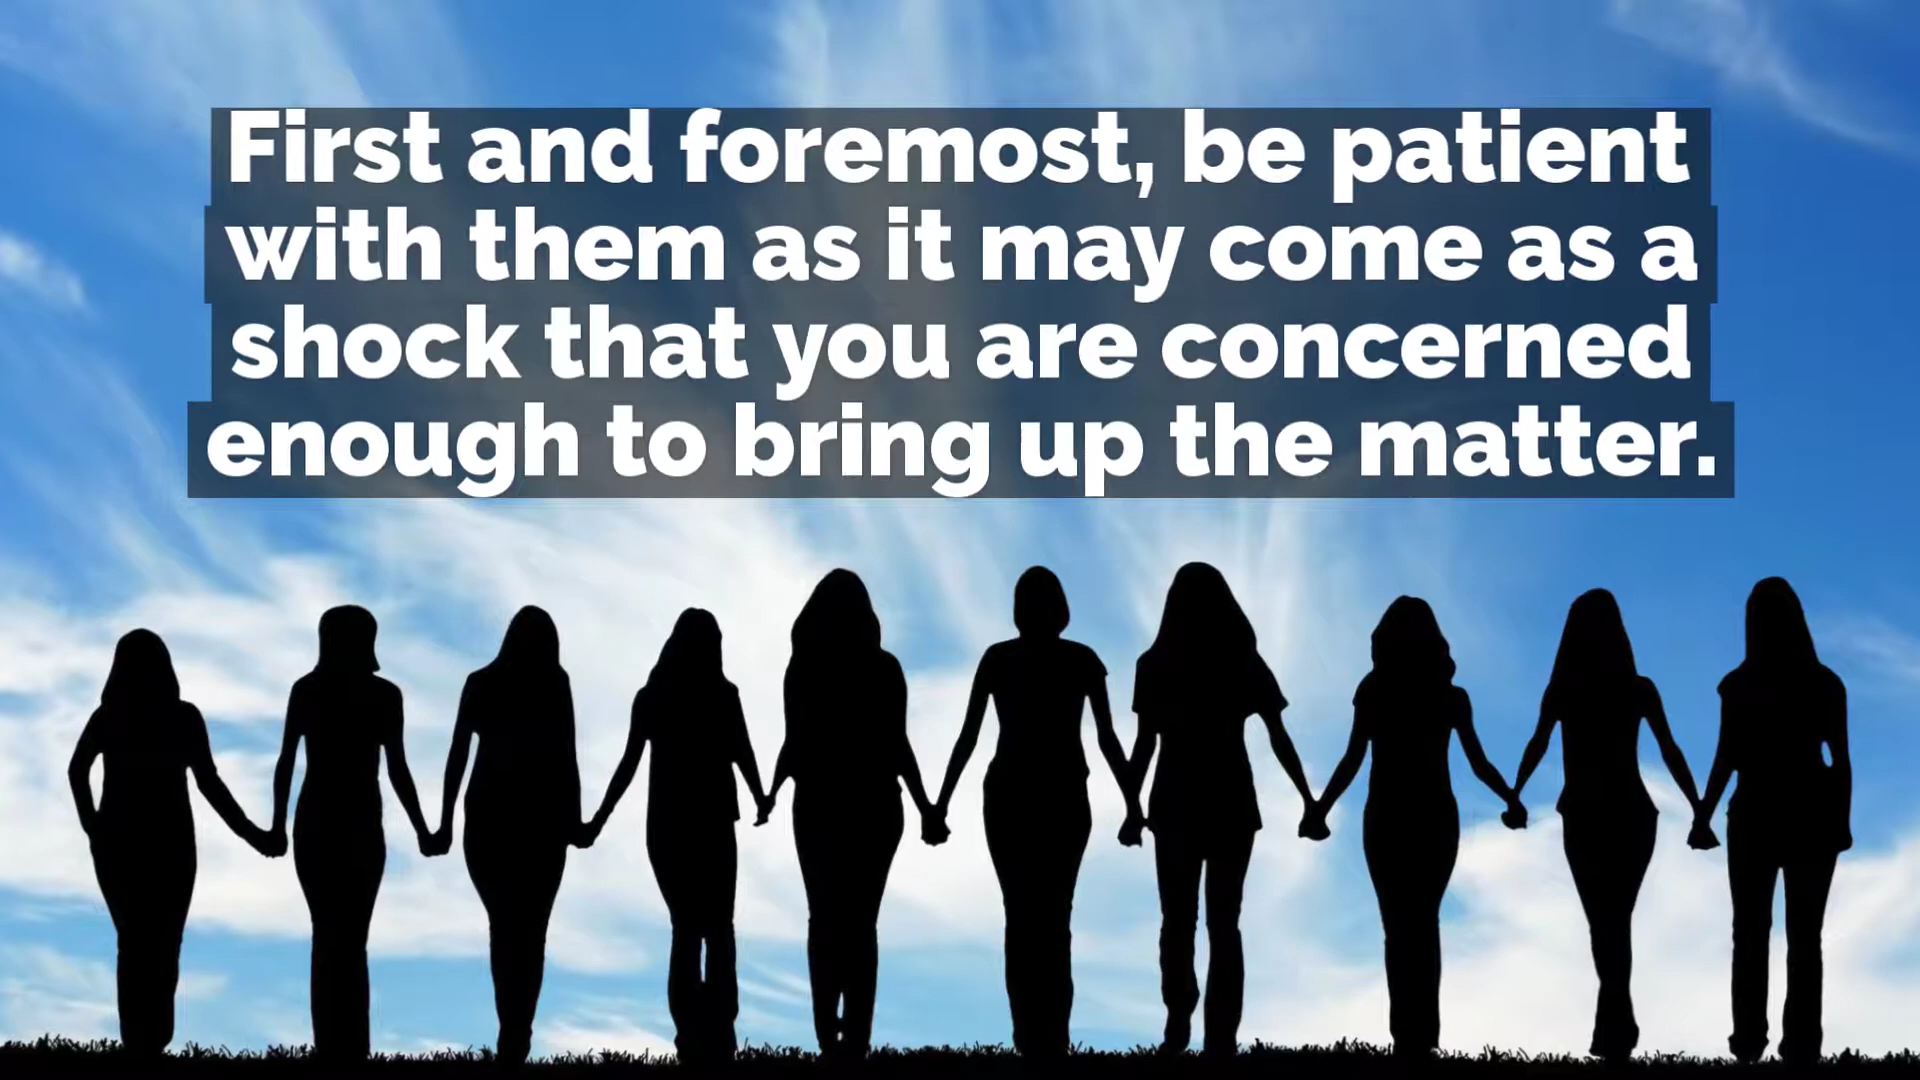 First and foremost, be patient
with them as it may come as a
shock that you are concerned
enough to bring up the matter.